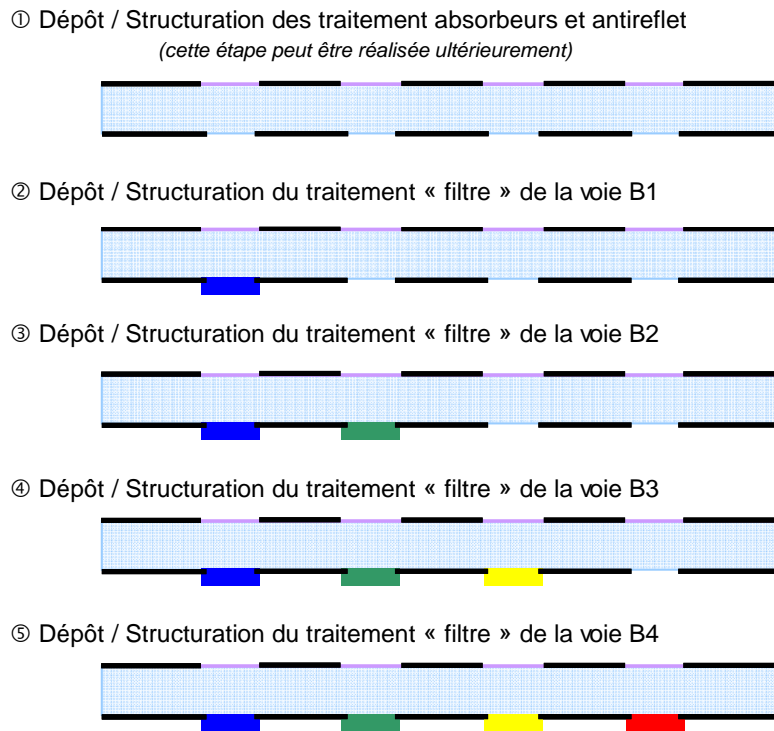 ① Dépôt / Structuration des traitement absorbeurs et antireflet
(cette étape peut être réalisée ultérieurement)
② Dépôt / Structuration du traitement « filtre » de la voie B1
③ Dépôt / Structuration du traitement « filtre » de la voie B2
④ Dépôt / Structuration du traitement « filtre » de la voie B3
⑤ Dépôt / Structuration du traitement « filtre » de la voie B4